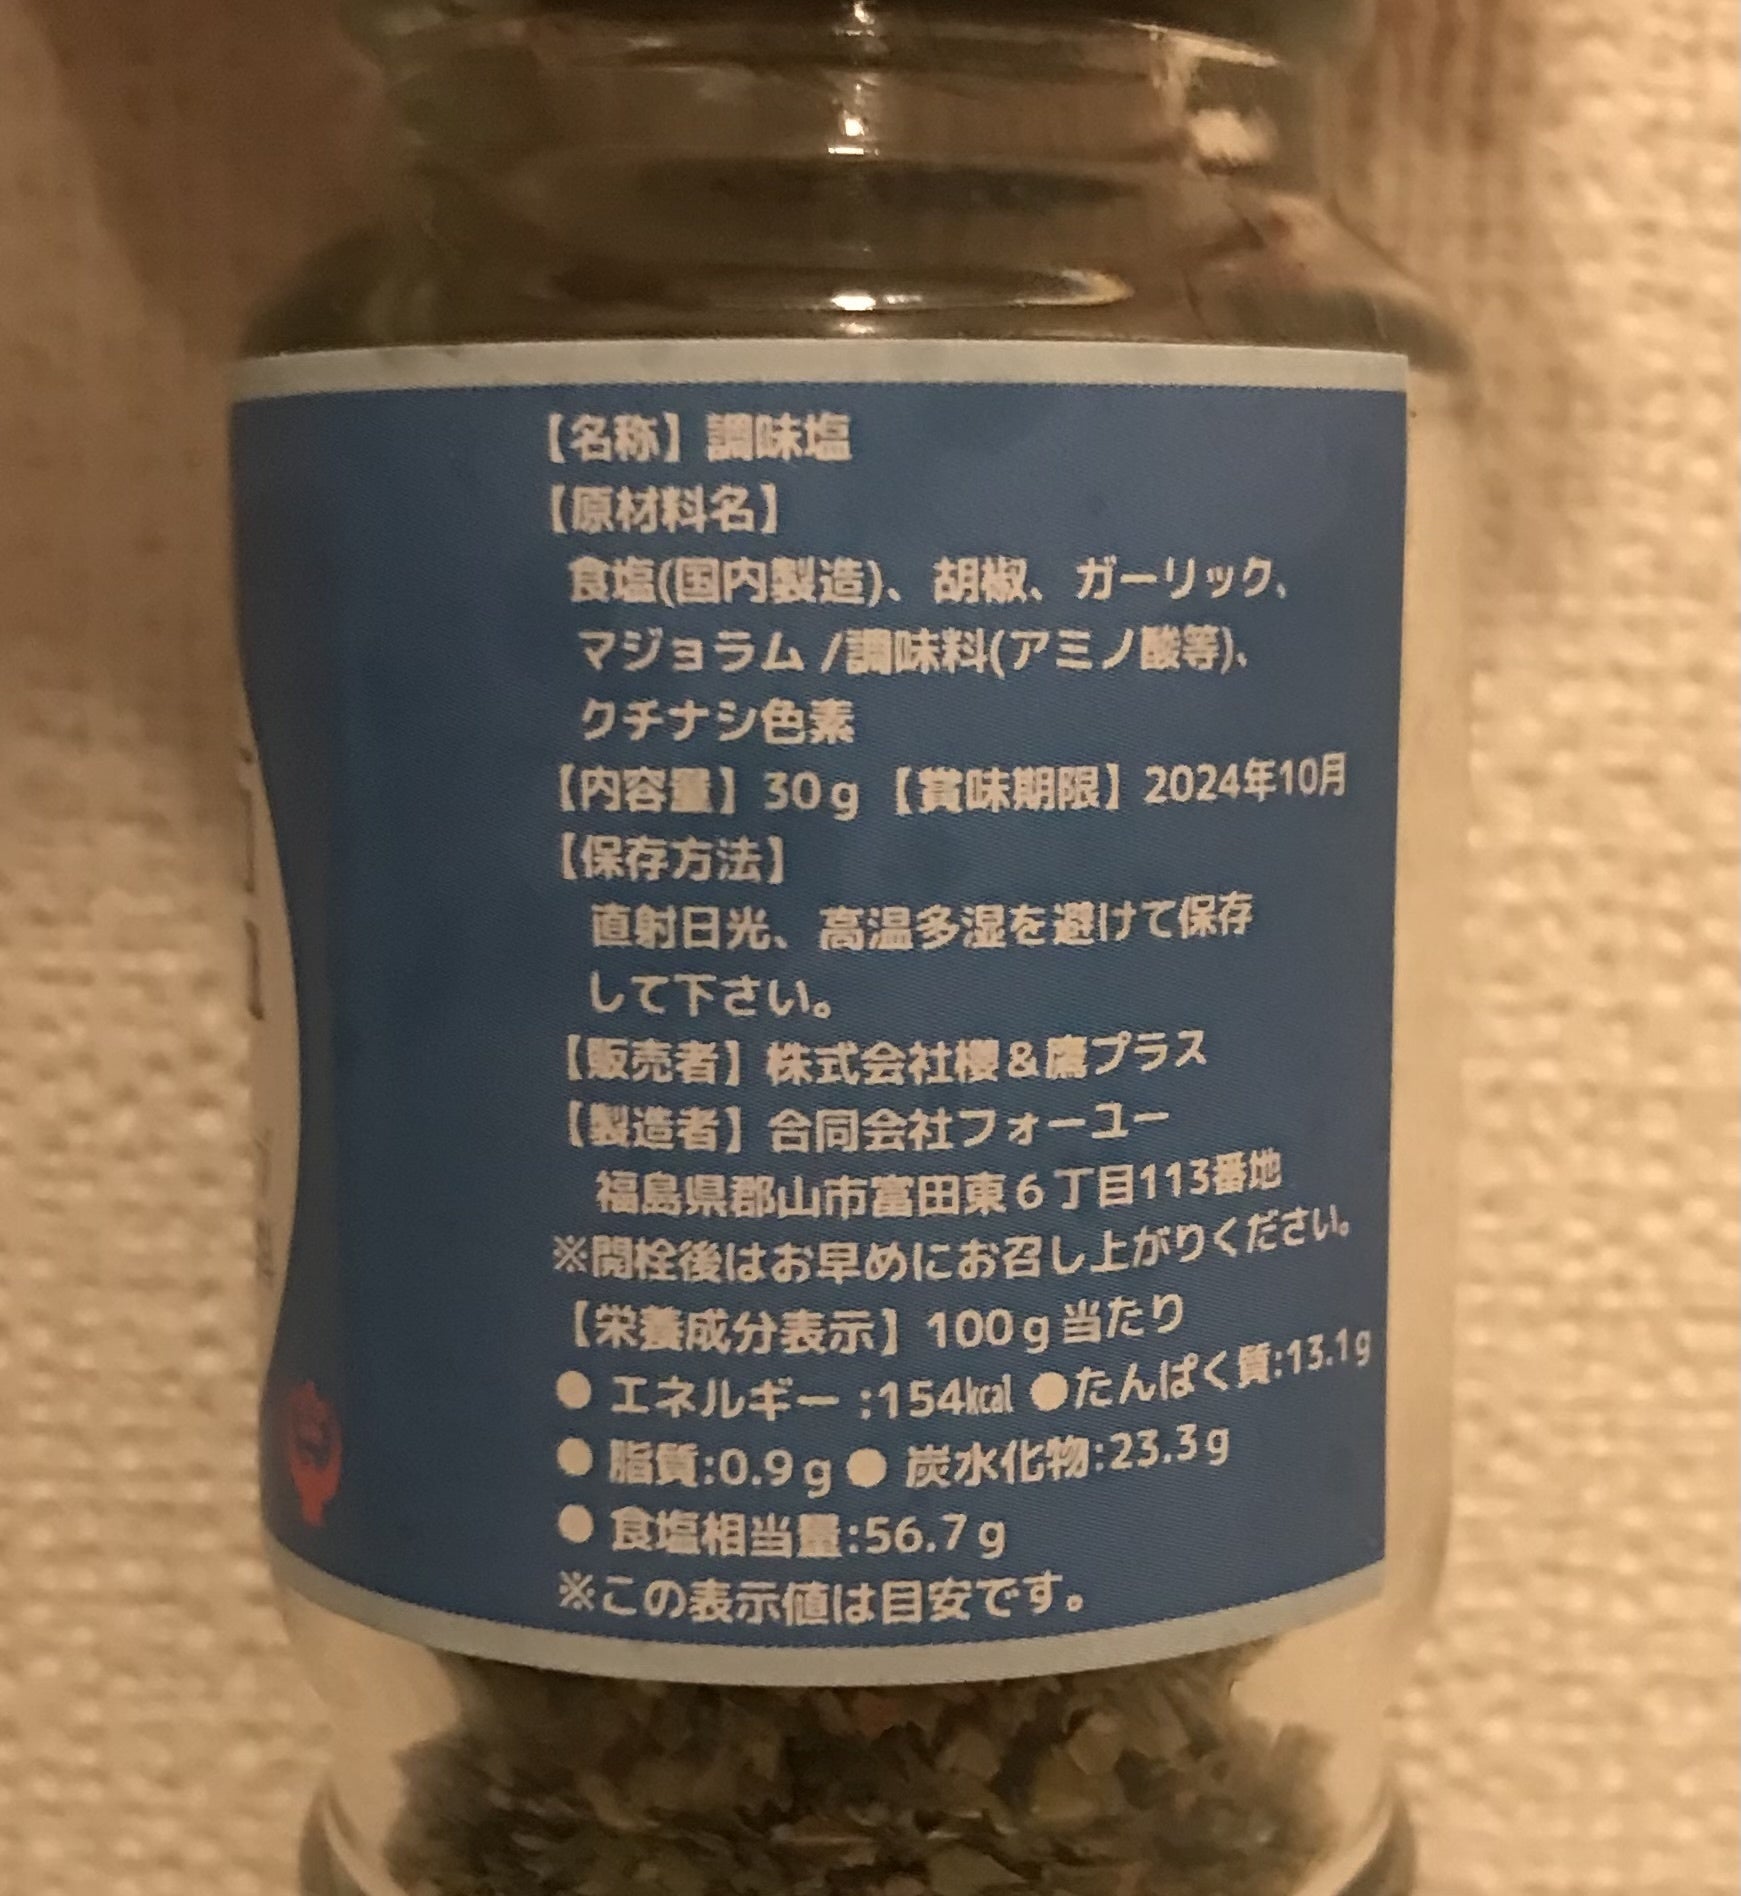 【名称】調味塩
【原材料名】
食塩(国内製造)、胡椒、ガーリック、
マジョラム /調味料(アミノ酸等)、
クチナシ色素
【内容量】30g 【賞味期限】2024年10月
【保存方法】
直射日光、高温多湿を避けて保存
して下さい。
【販売者】株式会社櫻&鷹プラス
【製造者】合同会社フォーユー
福島県郡山市富田東6丁目113番地
※開栓後はお早めにお召し上がりください。
【栄養成分表示】100g当たり
● エネルギー:154㎉ ●たんぱく質:13.1g
● 脂質:0.9g ● 炭水化物:23.3g
● 食塩相当量:56.7g
※この表示値は目安です。